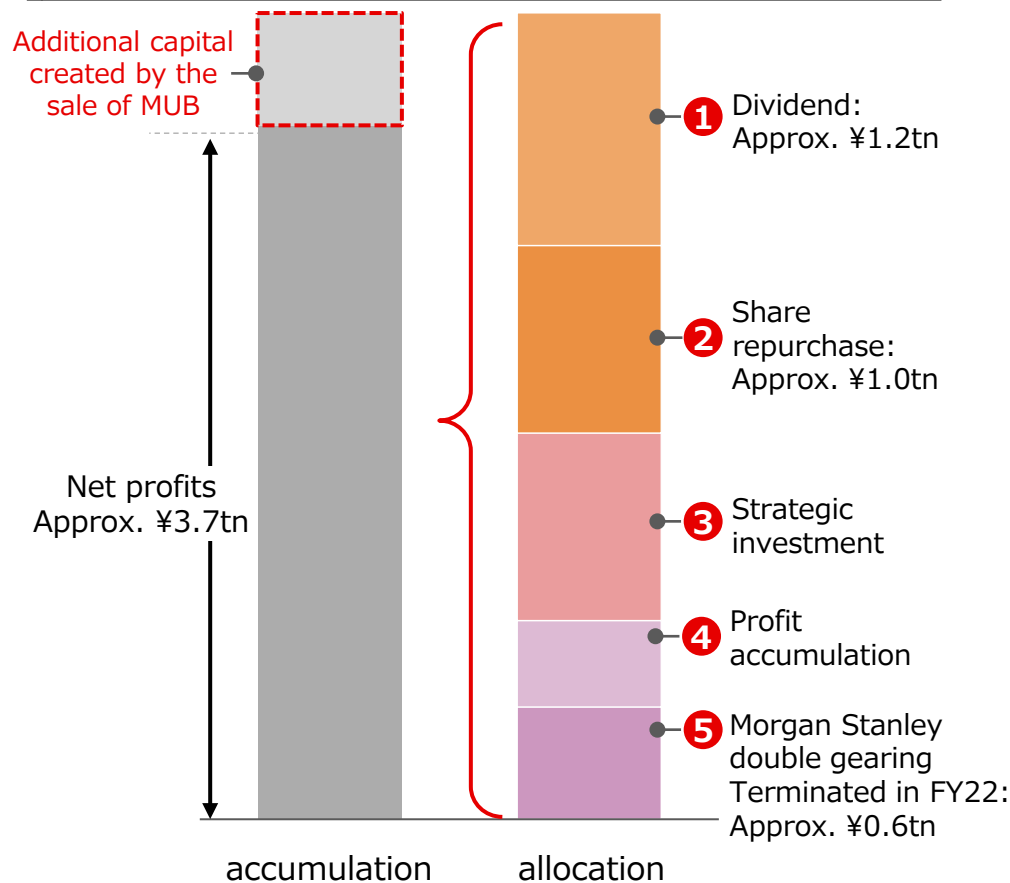 Additional capital
created by the
sale of MUB
Net profits
Approx. ¥3.7tn
1 Dividend:
Approx. ¥1.2tn
2 Share
repurchase:
Approx. ¥1.0tn
3 Strategic
investment
4 Profit
accumulation
5 Morgan Stanley
double gearing
Terminated in FY22:
Approx. ¥0.6tn
accumulation
allocation